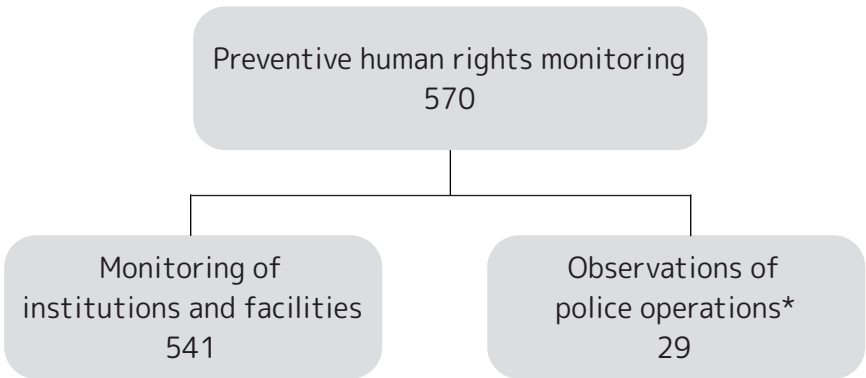 Preventive human rights monitoring
570
Monitoring of
institutions and facilities
541
Observations of
police operations*
29